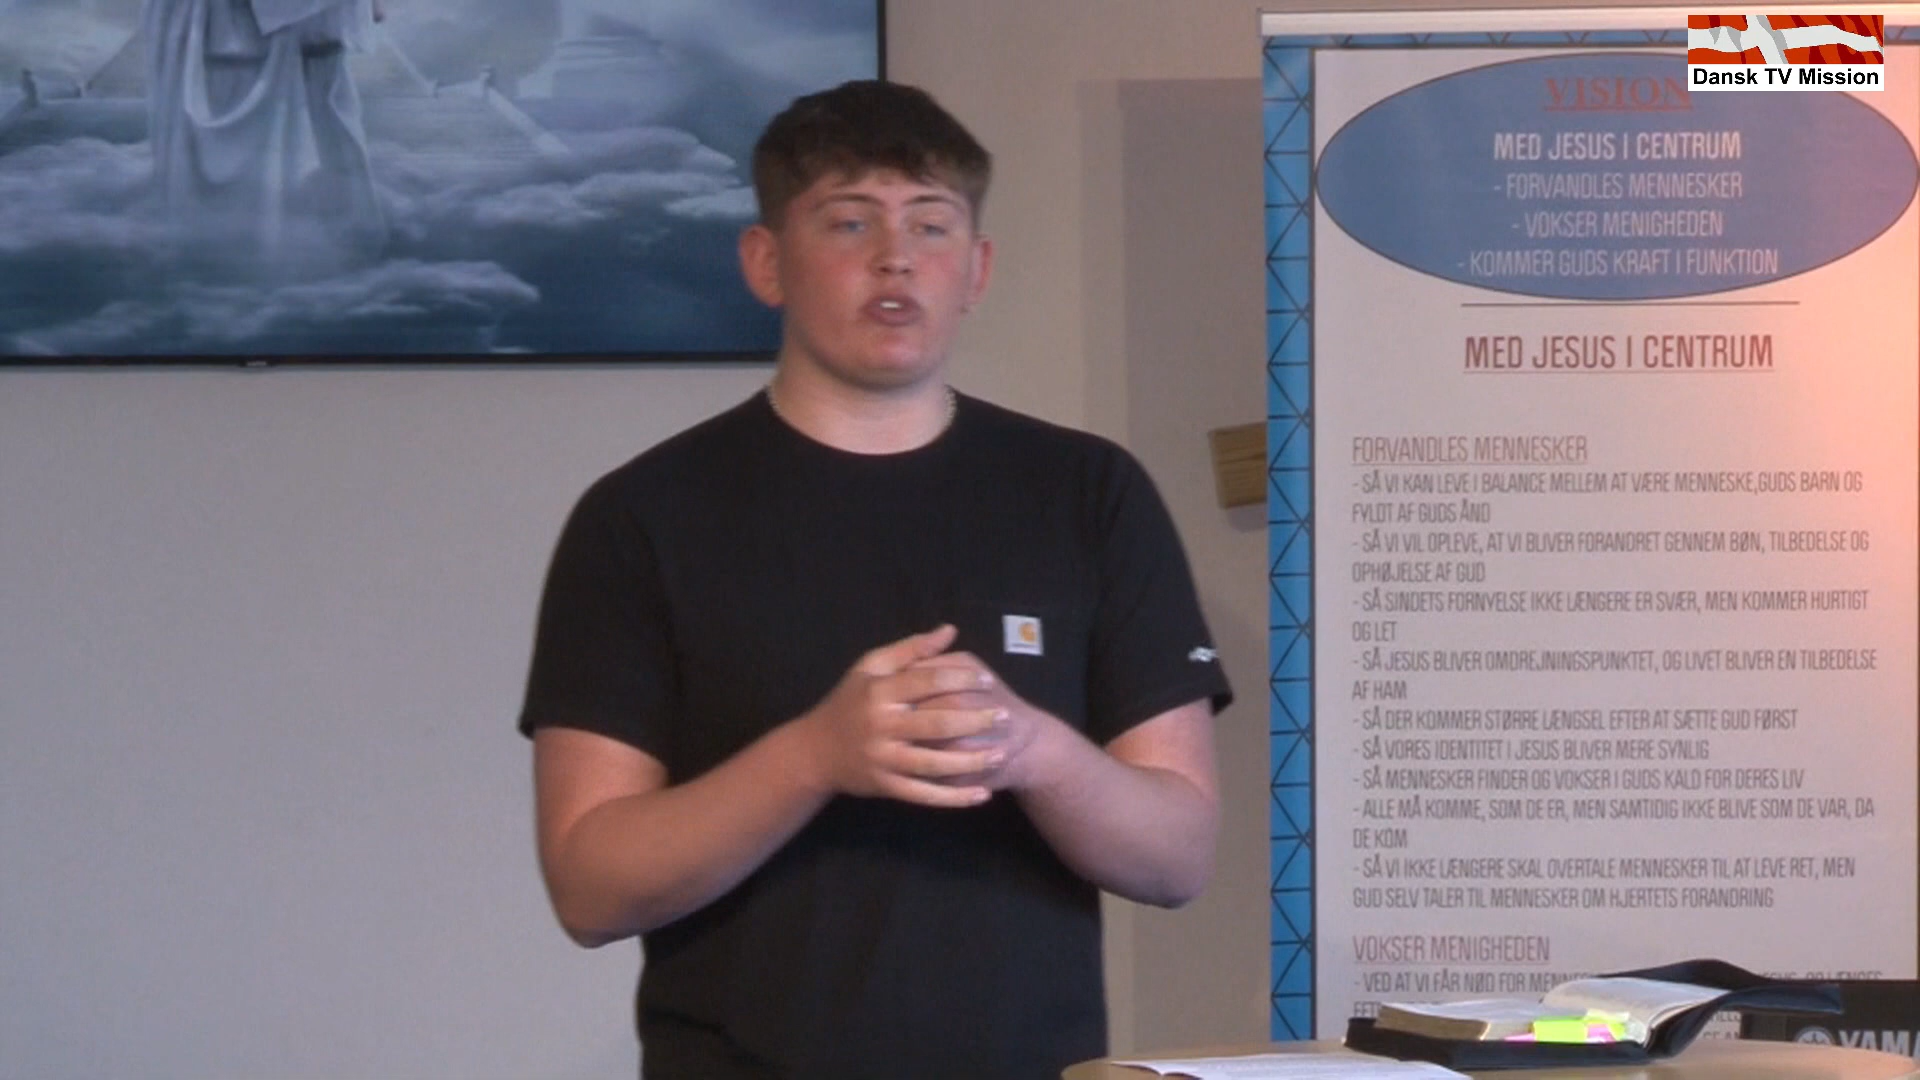 Dansk TV Mission
VISION
MED JESUS I CENTRUM
- FORVANDLES MENNESKER
- VOKSER MENIGHEDEN
- KOMMER GUDS KRAFT I FUNKTION
MED JESUS I CENTRUM
FORVANDLES MENNESKER
- SÅ VI KAN LEVE I BALANCE MELLEM AT VÆRE MENNESKE,GUDS BARN OG
FYLDT AF GUDS ÅND
- SÅ VI VIL OPLEVE, AT VI BLIVER FORANDRET GENNEM BØN, TILBEDELSE OG
OPHØJELSE AF GUD
- SÅ SINDETS FORNYELSE IKKE LÆNGERE ER SVÆR, MEN KOMMER HURTIGT
OG LET
- SÅ JESUS BLIVER OMDREJNINGSPUNKTET, OG LIVET BLIVER EN TILBEDELSE
AF HAM
- SÅ DER KOMMER STØRRE LÆNGSEL EFTER AT SÆTTE GUD FØRST
- SÅ VORES IDENTITET I JESUS BLIVER MERE SYNLIG
- SÅ MENNESKER FINDER OG VOKSER I GUDS KALD FOR DERES LIV
- ALLE MÅ KOMME, SOM DE ER, MEN SAMTIDIG IKKE BLIVE SOM DE VAR, DA
DE KOM
- SÅ VI IKKE LÆNGERE SKAL OVERTALE MENNESKER TIL AT LEVE RET, MEN
GUD SELV TALER TIL MENNESKER OM HJERTETS FORANDRING
VOKSER MENIGHEDEN
- VED AT VI FÅR NØD FOR
YAMA